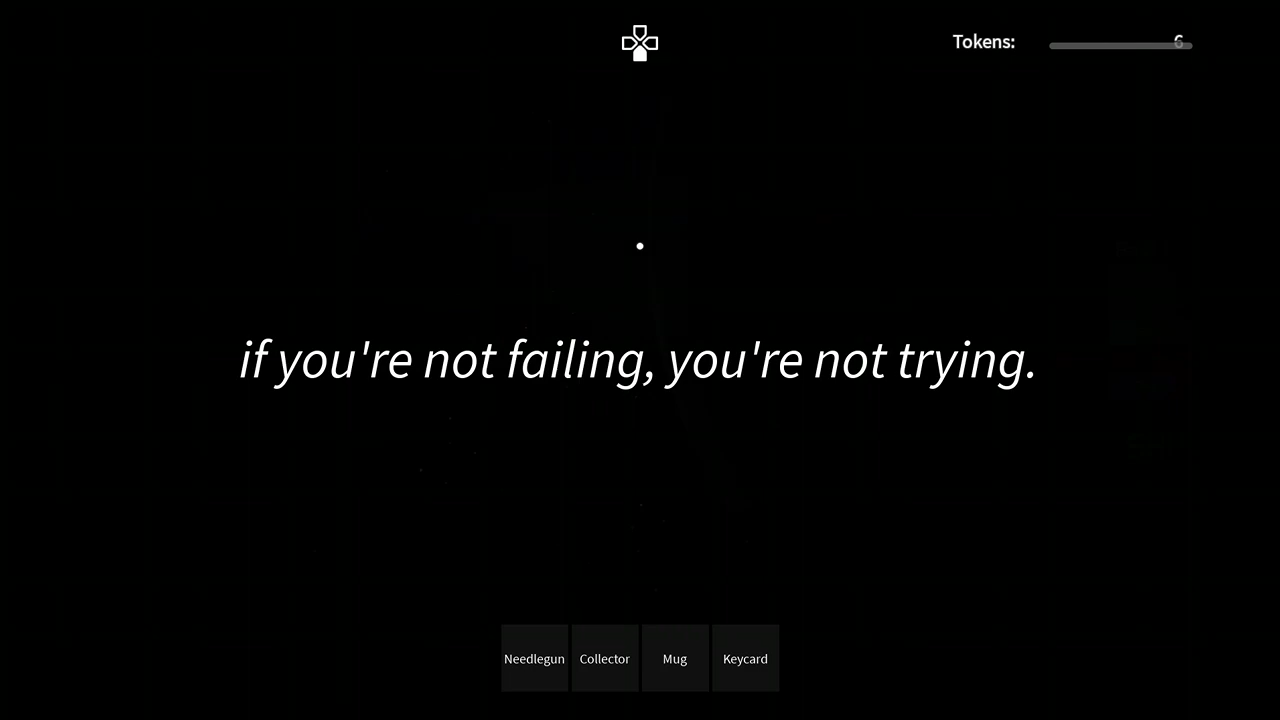 Tokens: 6
if you're not failing, you're not trying.
Needlegun Collector Mug Keycard